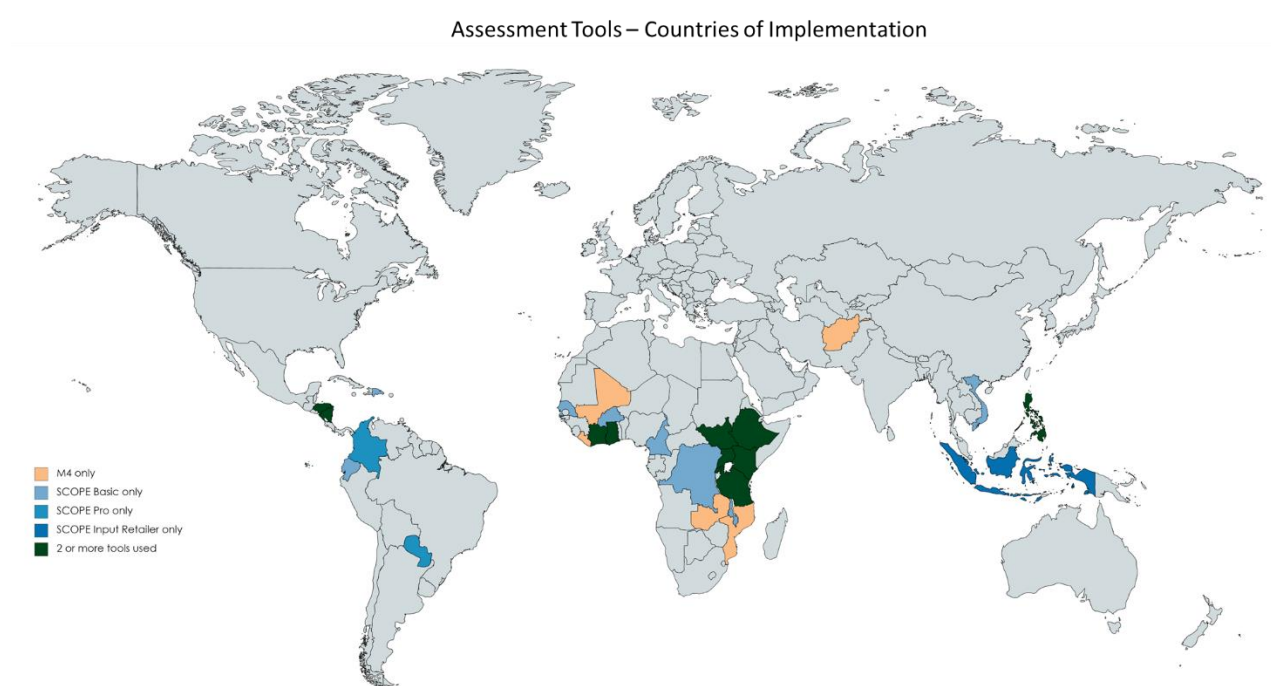 Assessment Tools – Countries of Implementation
M4 only
SCOPE Basic only
SCOPE Pro only
SCOPE Input Retailer only
2 or more tools used